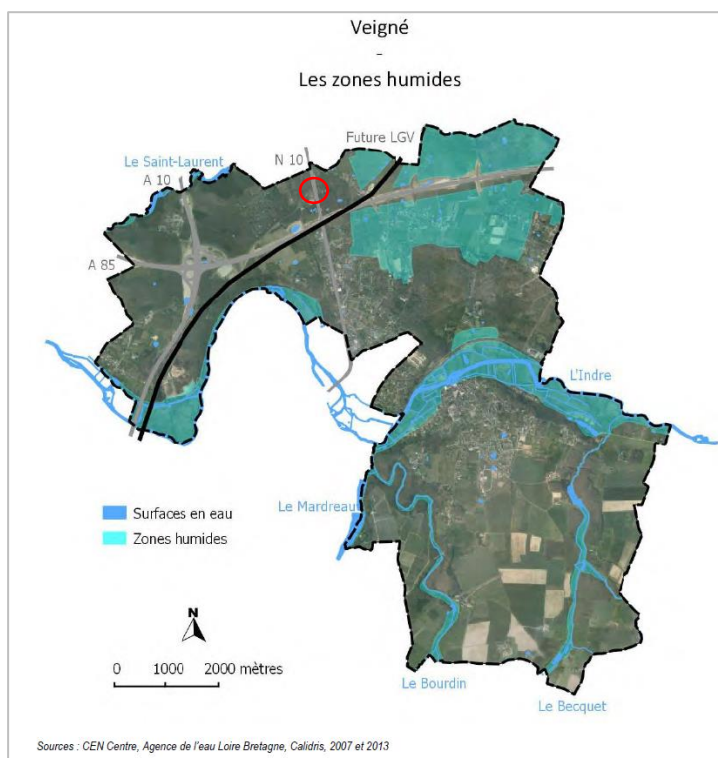 Veigné
-
Les zones humides
Future LGV
Le Saint-Laurent
N 10
A 10
A 85
L'Indre
Surfaces en eau
Le Mardreau
Zones humides
N
0 1000 2000 mètres
Le Bourdin
Le Becquet
Sources : CEN Centre, Agence de l'eau Loire Bretagne, Calidris, 2007 et 2013